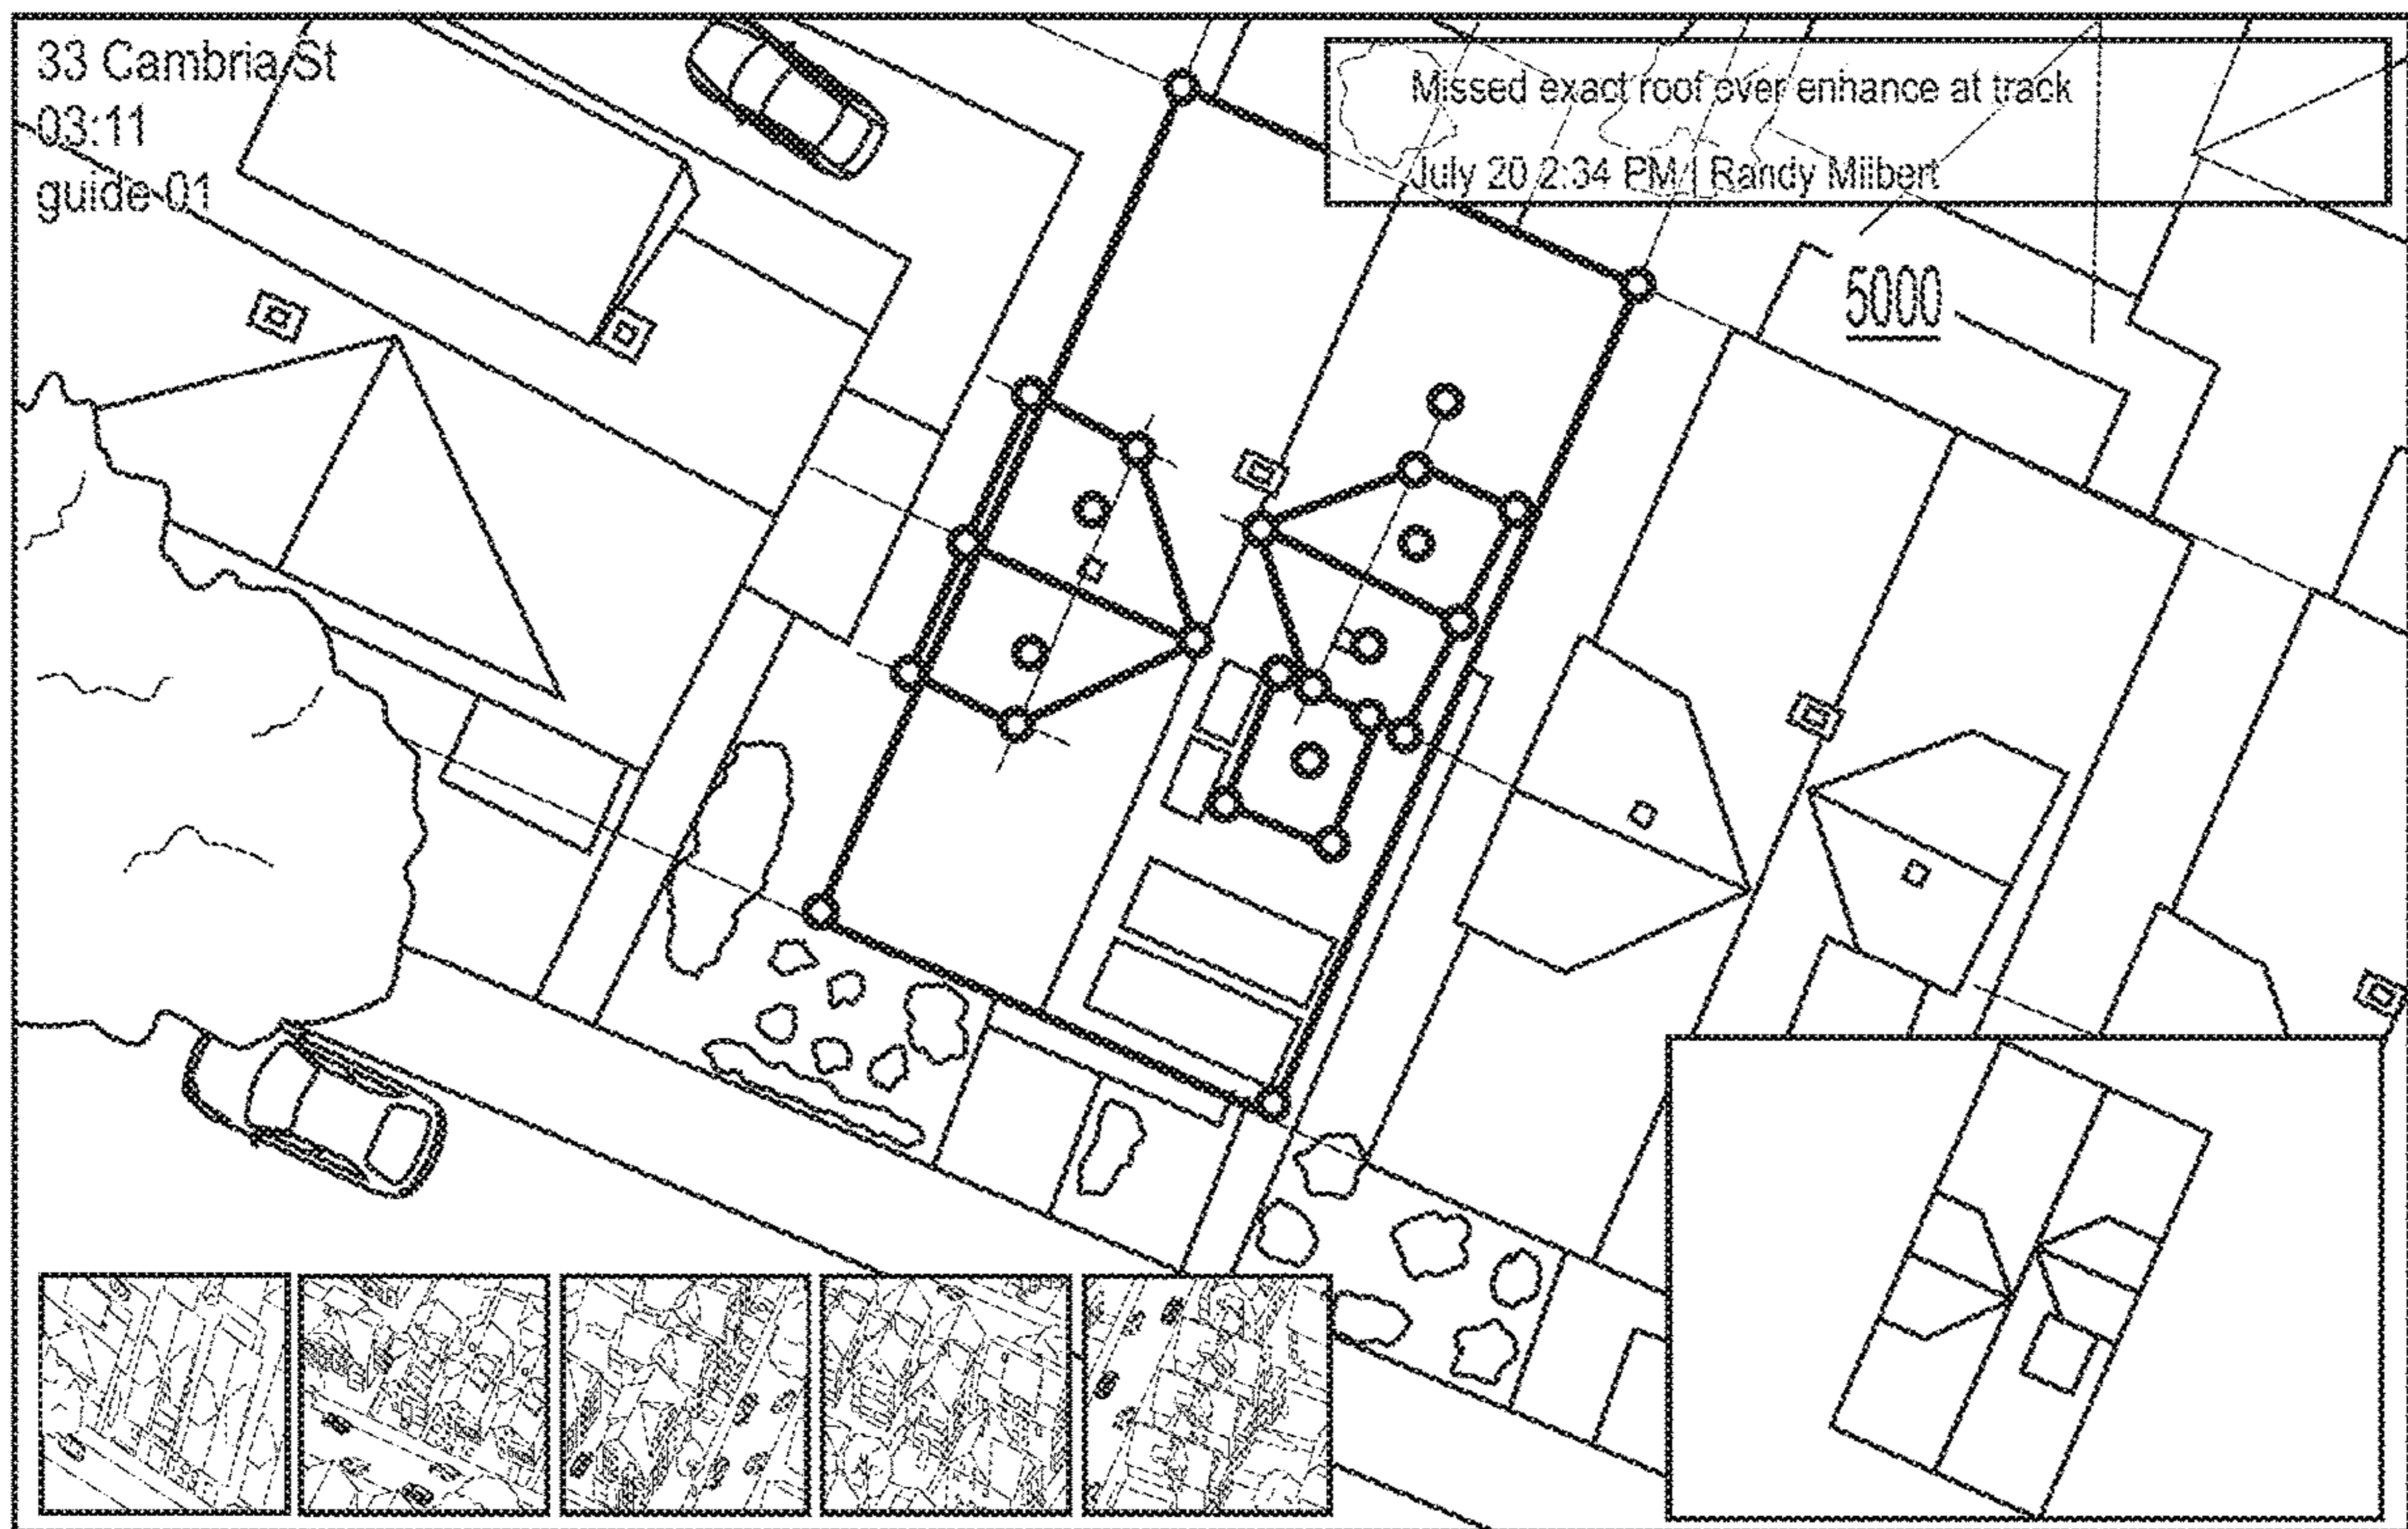 33 Cambria St
03:11
guide-01
Missed exact roof over enhance at track
July 20 2:34 PM | Randy Milbert
5000